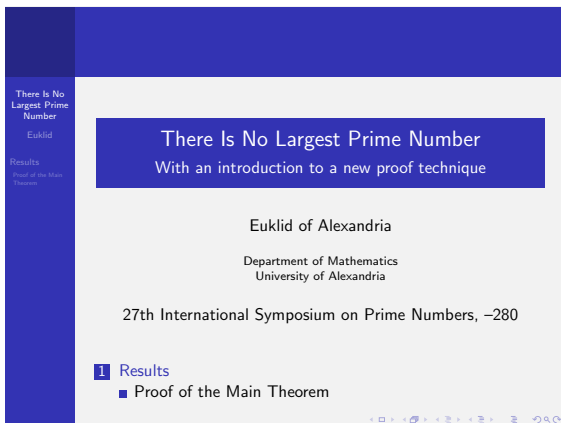 There Is No
Largest Prime
Number
Euklid
Results
Proof of the Main
Theorem
There Is No Largest Prime Number
With an introduction to a new proof technique
Euklid of Alexandria
Department of Mathematics
University of Alexandria
27th International Symposium on Prime Numbers, –280
1 Results
Proof of the Main Theorem